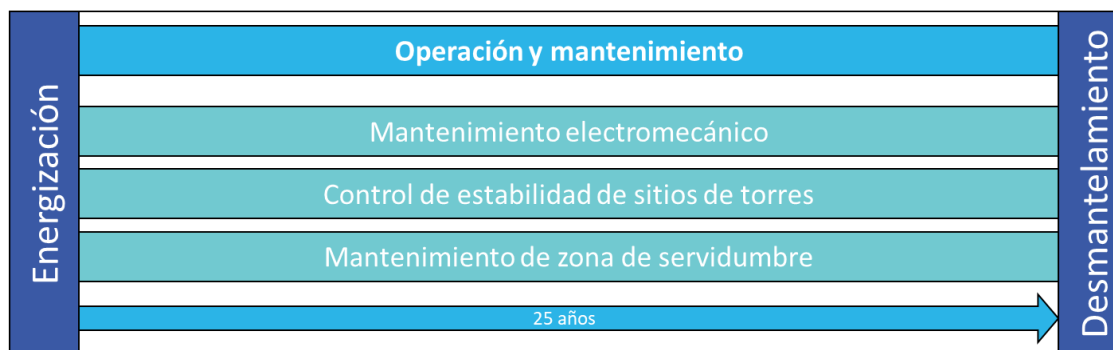 Energización
Operación y mantenimiento
Mantenimiento electromecánico
Control de estabilidad de sitios de torres
Mantenimiento de zona de servidumbre
25 años
Desmantelamiento